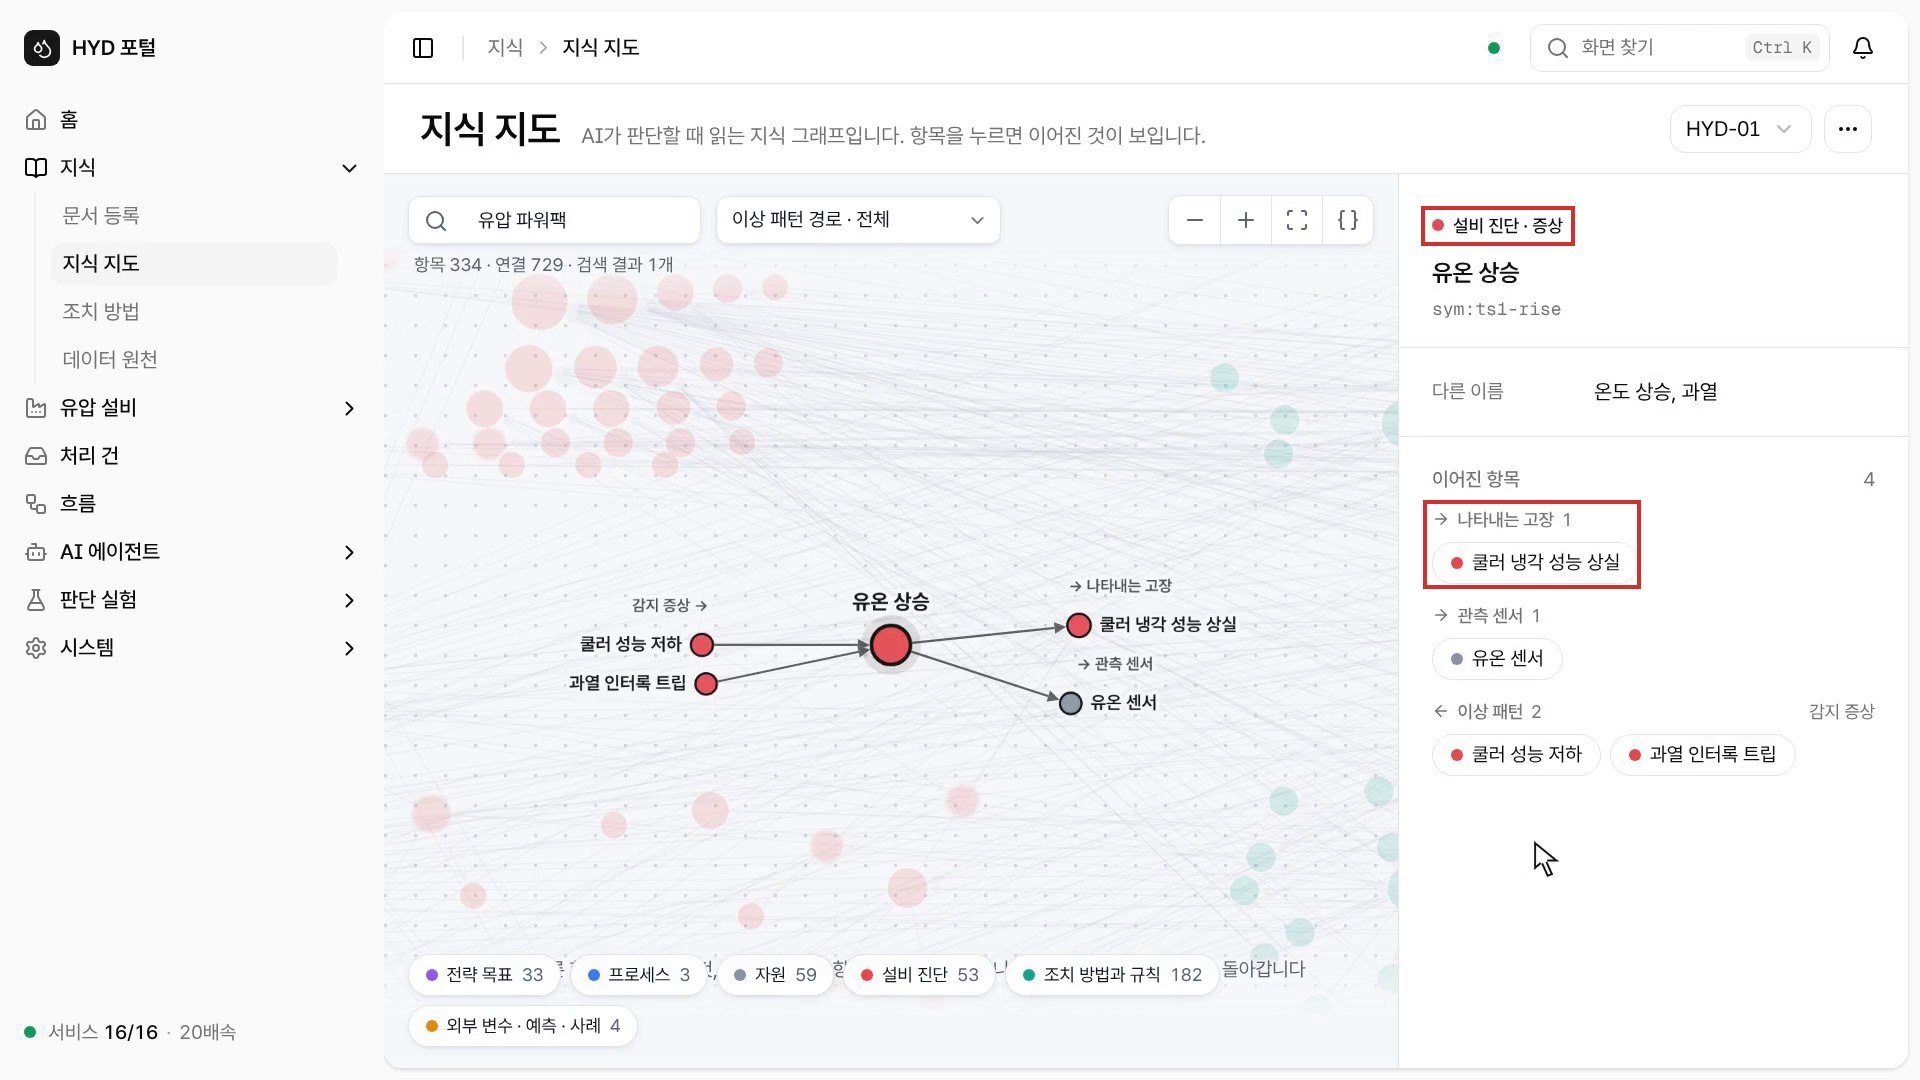 HYD 포털
홈
지식
문서 등록
지식 지도
조치 방법
데이터 원천
유압 설비
처리 건
흐름
AI 에이전트
판단 실험
시스템
서비스 16/16 · 20배속
지식 > 지식 지도
화면 찾기 Ctrl K
지식 지도 AI가 판단할 때 읽는 지식 그래프입니다. 항목을 누르면 이어진 것이 보입니다.
HYD-01
유압 파워팩
이상 패턴 경로 · 전체
항목 334 · 연결 729 · 검색 결과 1개
감지 증상 →
쿨러 성능 저하
과열 인터록 트립
유온 상승
→ 나타내는 고장
쿨러 냉각 성능 상실
→ 관측 센서
유온 센서
전략 목표 33
프로세스 3
자원 59
설비 진단 53
조치 방법과 규칙 182
돌아갑니다
외부 변수 · 예측 · 사례 4
설비 진단 · 증상
유온 상승
sym:ts1-rise
다른 이름 온도 상승, 과열
이어진 항목 4
→ 나타내는 고장 1
쿨러 냉각 성능 상실
→ 관측 센서 1
유온 센서
← 이상 패턴 2 감지 증상
쿨러 성능 저하 과열 인터록 트립